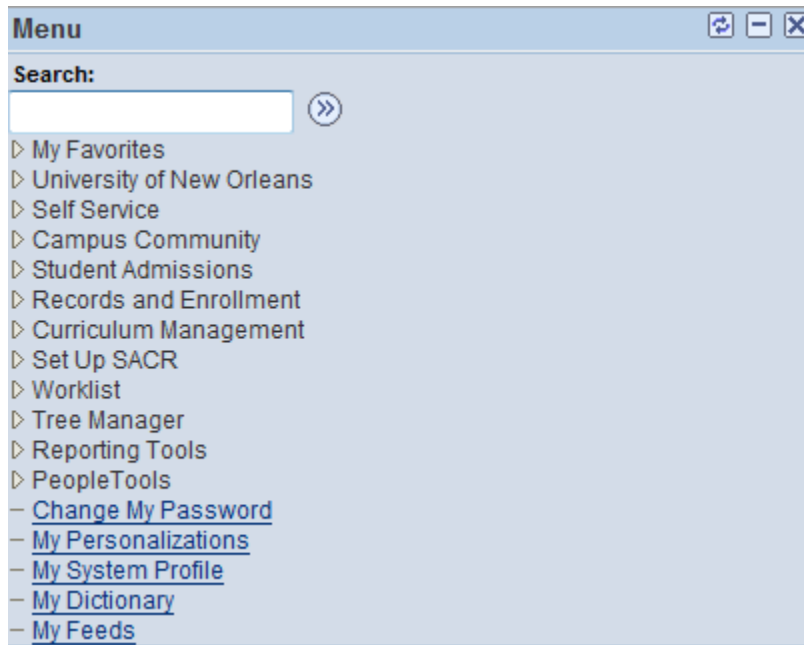 Menu
Search:
My Favorites
University of New Orleans
Self Service
Campus Community
Student Admissions
Records and Enrollment
Curriculum Management
Set Up SACR
Worklist
Tree Manager
Reporting Tools
PeopleTools
Change My Password
My Personalizations
My System Profile
My Dictionary
My Feeds